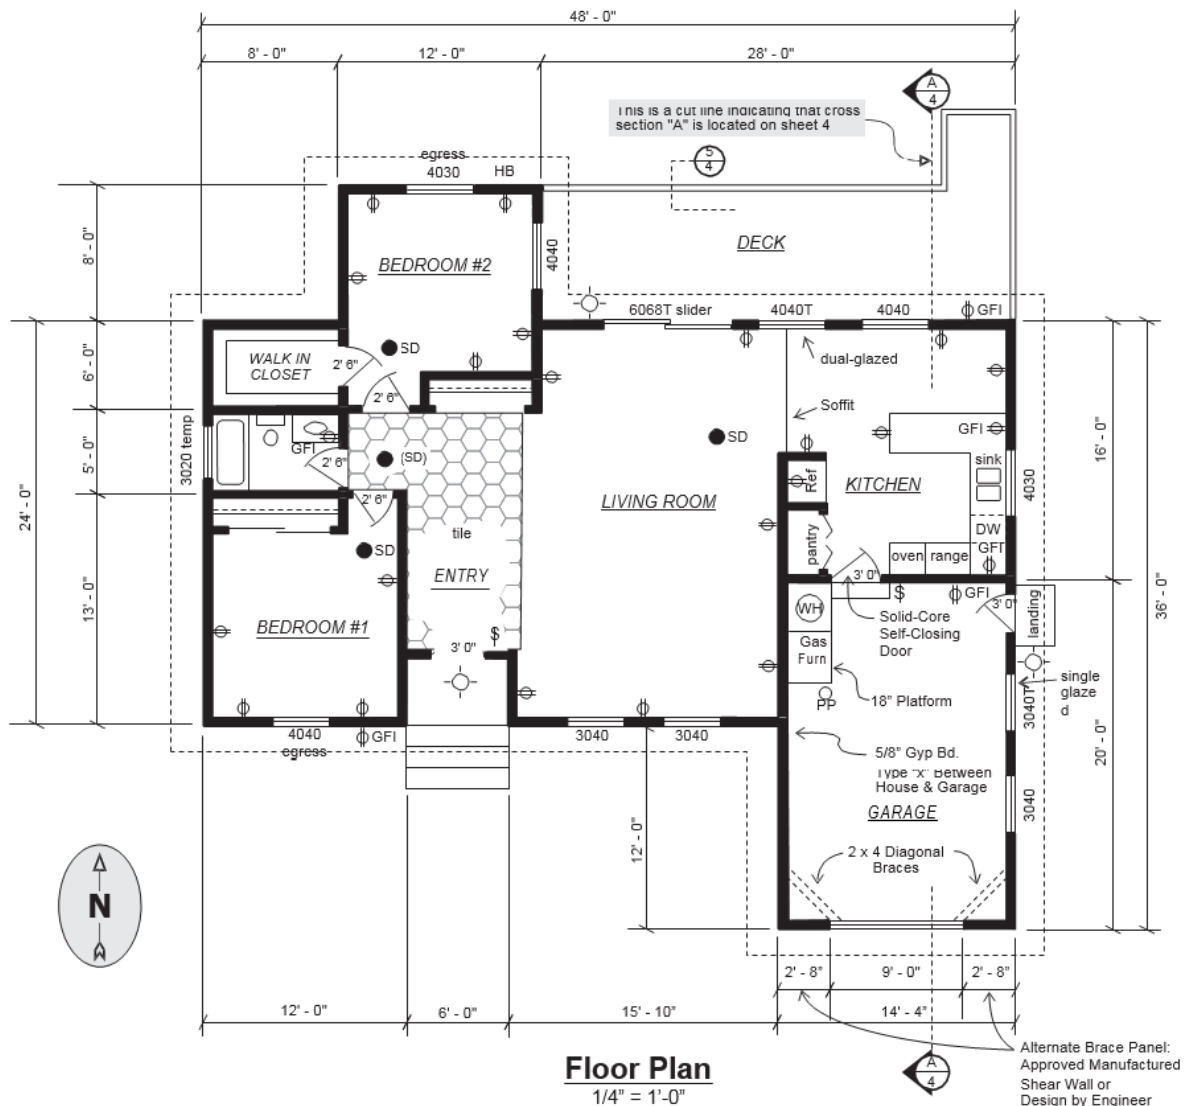 48' - 0"
8' - 0"
12' - 0"
28' - 0"
A
4
This is a cut line indicating that cross
section "A" is located on sheet 4
5
4
egress
4030
HB
8' - 0"
4040
DECK
BEDROOM #2
6068T slider
4040T
4040
GFI
SD
WALK IN
CLOSET
2' 6"
6' - 0"
dual-glazed
2' 6"
Soffit
3020 temp
GFI
2' 6"
(SD)
SD
GFI
sink
5' - 0"
16' - 0"
24' - 0"
2' 6"
LIVING ROOM
Ref
KITCHEN
4030
tile
pantry
DW
GFI
SD
oven
range
ENTRY
3' 0"
36' - 0"
13' - 0"
WH
$
GFI
3' 0"
landing
Solid-Core
Self-Closing
Door
BEDROOM #1
$
3' 0"
Gas
Furn
18" Platform
PP
single
glaze
d
3040T
4040
egress
GFI
3040
3040
5/8" Gyp Bd.
Type "x" Between
House & Garage
20' - 0"
GARAGE
3040
12' - 0"
2 x 4 Diagonal
Braces
N
2' - 8"
9' - 0"
2' - 8"
12' - 0"
6' - 0"
15' - 10"
14' - 4"
A
4
Alternate Brace Panel:
Approved Manufactured
Shear Wall or
Design by Engineer
Floor Plan
1/4" = 1'-0"